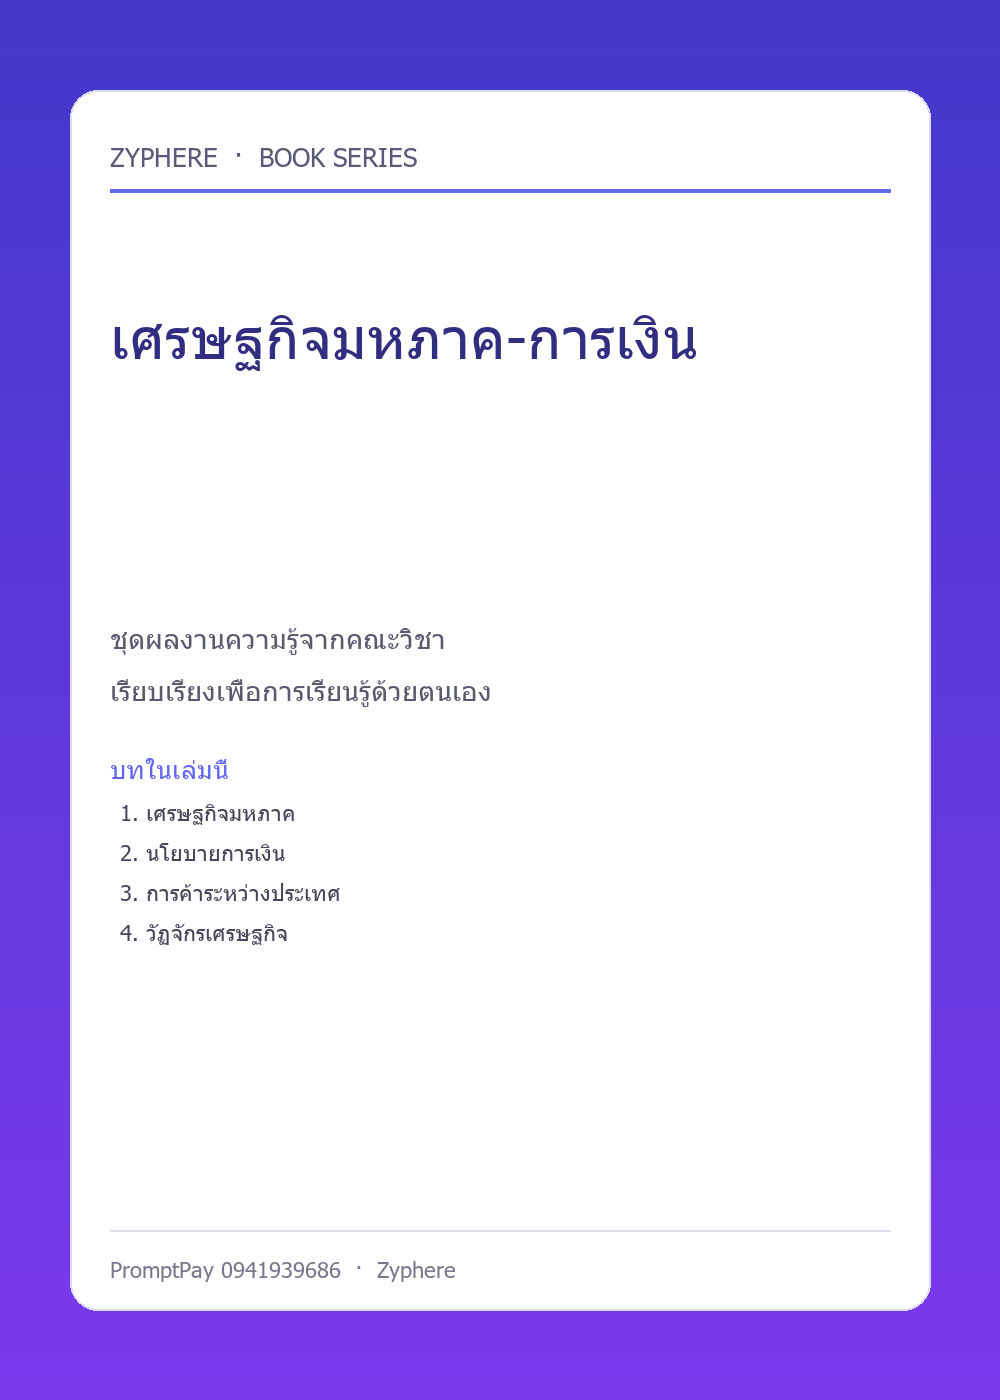 ZYPHERE · BOOK SERIES
เศรษฐกิจมหภาค-การเงิน
ชุดผลงานความรู้จากคณะวิชา
เรียบเรียงเพื่อการเรียนรู้ด้วยตนเอง
บทในเล่มนี้
1. เศรษฐกิจมหภาค
2. นโยบายการเงิน
3. การค้าระหว่างประเทศ
4. วัฏจักรเศรษฐกิจ
PromptPay 0941939686 · Zyphere